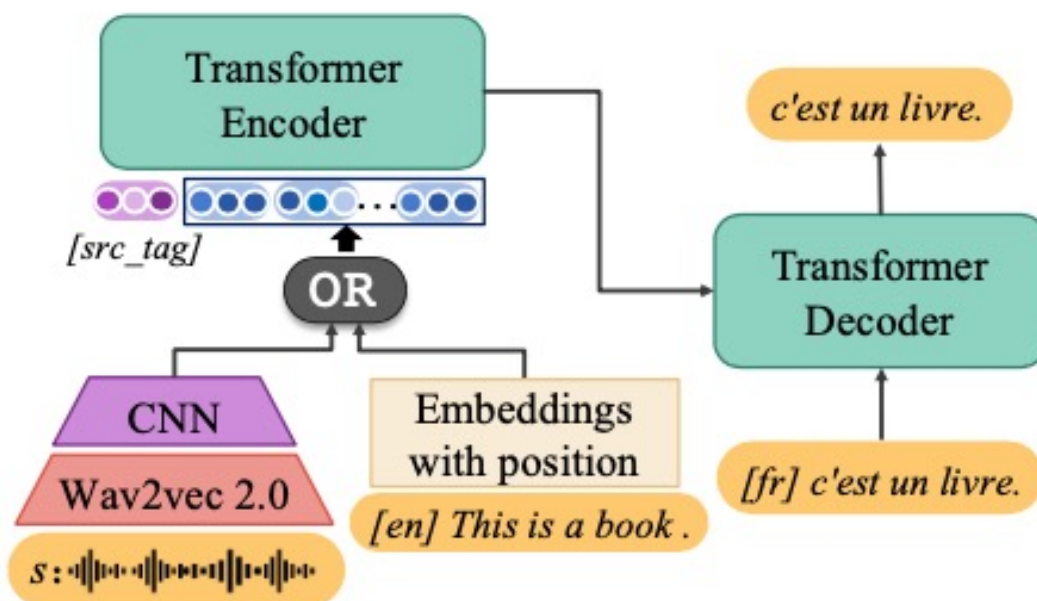 Transformer
Encoder
[src_tag]
...
OR
CNN
Wav2vec 2.0
s:
Embeddings
with position
[en] This is a book .
c'est un livre.
Transformer
Decoder
[fr] c'est un livre.